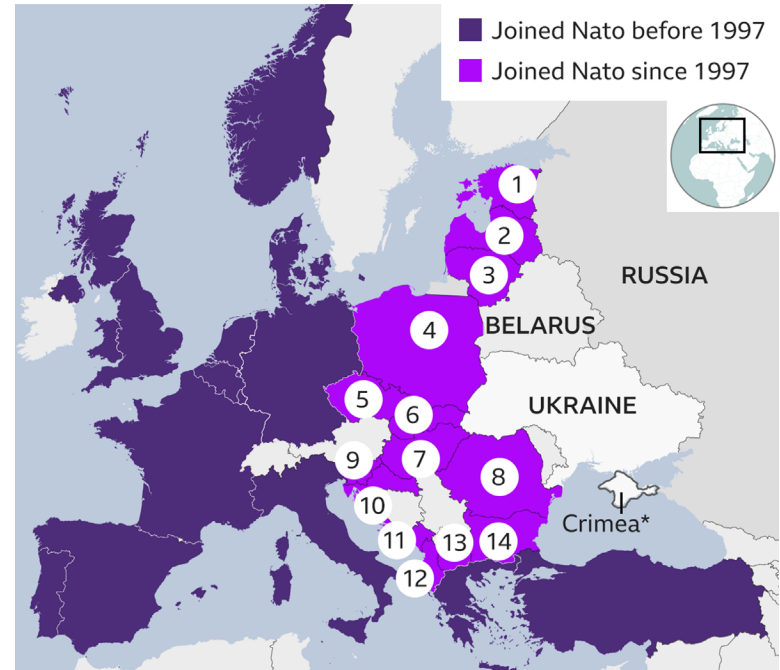 Joined Nato before 1997
Joined Nato since 1997
1
2
RUSSIA
3
BELARUS
4
5
UKRAINE
6
9
7
8
10
Crimea*
11
13
14
12